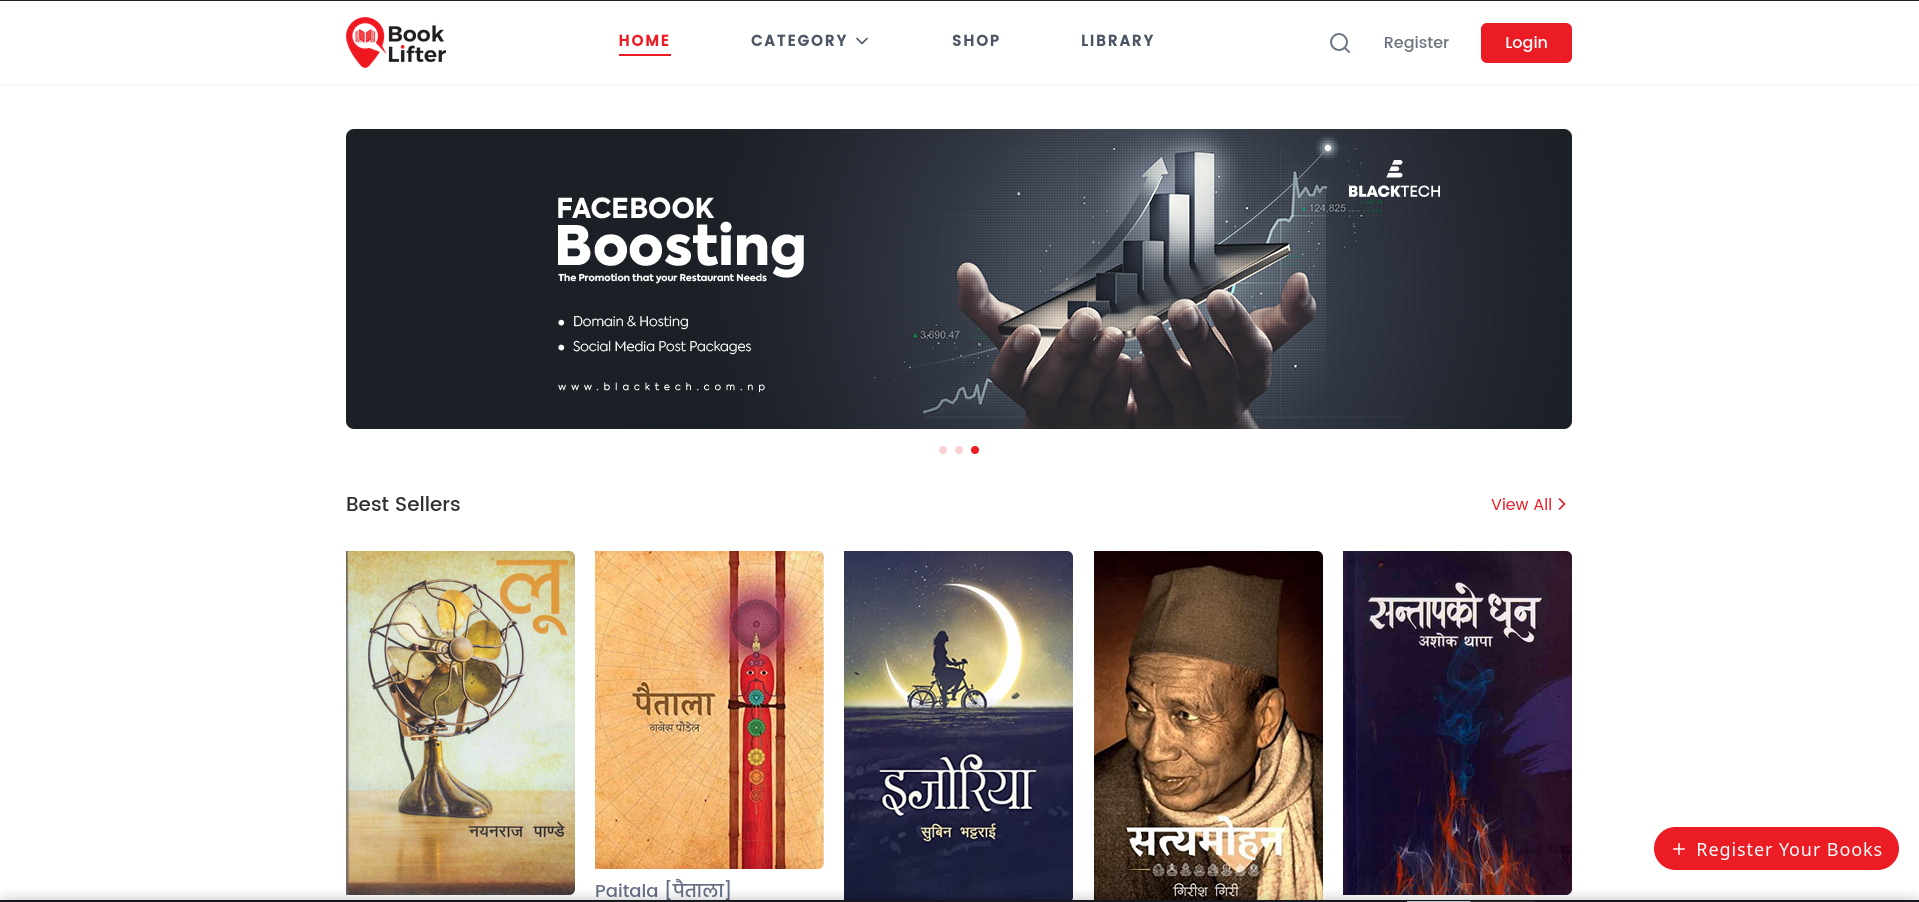 Book
Lifter
HOME
CATEGORY
SHOP
LIBRARY
Register
Login
BLACKTECH
FACEBOOK
Boosting
The Promotion that your Restaurant Needs
124,825 ....
• Domain & Hosting
• Social Media Post Packages
3,690.47
www.blacktech.com.np
Best Sellers
View All
लू
नयनराज पाण्डे
पैताला
गनेस पौडेल
इजोरिया
सुबिन भट्टराई
सत्यमोहन
गिरीश गिरी
सन्तापको धून
अशोक थापा
Paitala [पैताला]
+ Register Your Books